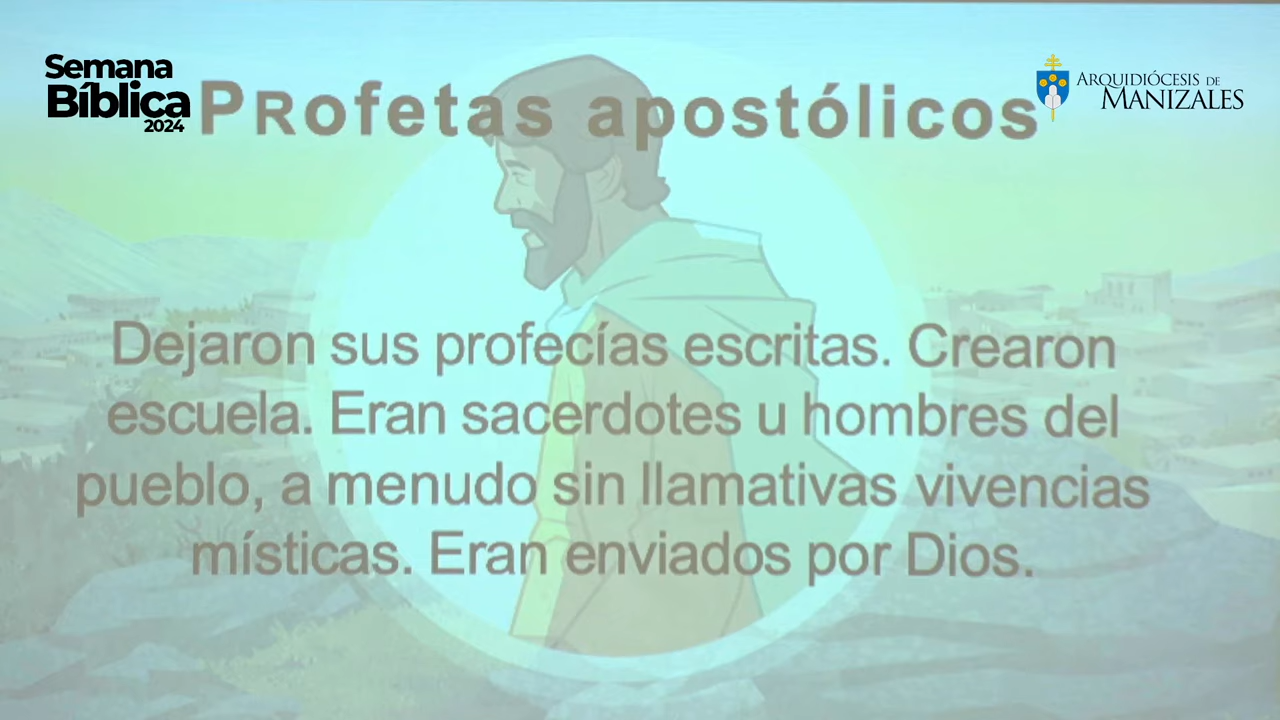 Semana
Bíblica
2024
PRofetas apostólicos
ARQUIDIÓCESIS DE
MANIZALES
Dejaron sus profecías escritas. Crearon
escuela. Eran sacerdotes u hombres del
pueblo, a menudo sin llamativas vivencias
místicas. Eran enviados por Dios.